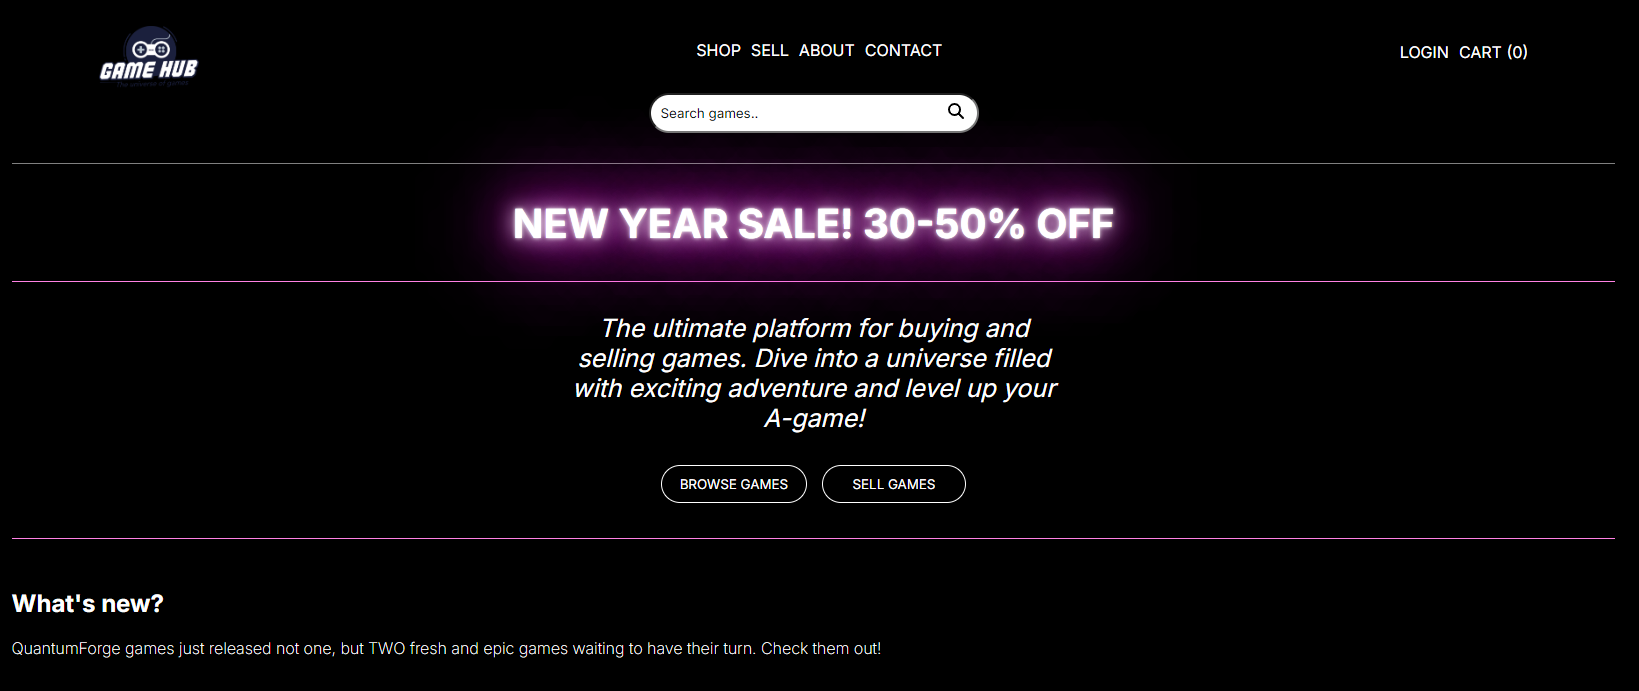 GAME HUB
SHOP SELL ABOUT CONTACT
LOGIN CART (0)
Search games..
NEW YEAR SALE! 30-50% OFF
The ultimate platform for buying and
selling games. Dive into a universe filled
with exciting adventure and level up your
A-game!
BROWSE GAMES
SELL GAMES
What's new?
QuantumForge games just released not one, but TWO fresh and epic games waiting to have their turn. Check them out!